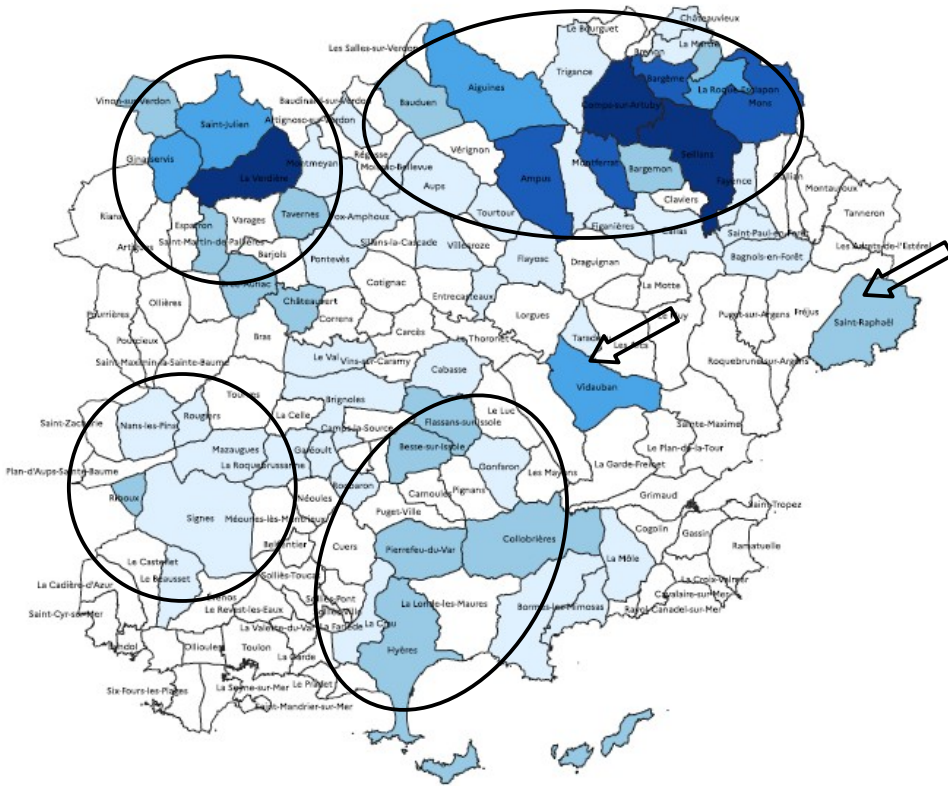 Châteauvieux
Le Bourguet
La Martre
Les Salles-sur-Verdon
Brenon
Trigance
Bargème
Aiguines
La Roque-Esclapon
Vinon-sur-Verdon
Baudinard-sur-Verdon
Bauduen
Comps-sur-Artuby
Mons
Saint-Julien
Artignosc-sur-Verdon
Vérignon
Régusse
Seillans
Ginasservis
Montmeyan
Moissac-Bellevue
Montferrat
Bargemon
La Verdière
Ampus
Fayence
Callian
Aups
Montauroux
Claviers
Rians
Varages
Tavernes
Fox-Amphoux
Tourtour
Tanneron
Esparron
Figanières
Callas
Saint-Paul-en-Forêt
Saint-Martin-de-Pallières
Sillans-la-Cascade
Villecroze
Artigues
Les Adrets-de-l'Estérel
Barjols
Pontevès
Flayosc
Draguignan
Bagnols-en-Forêt
Cotignac
La Motte
Ollières
Châteauvert
Entrecasteaux
Pourrières
Correns
Lorgues
Le Muy
Puget-sur-Argens
Fréjus
Saint-Raphaël
Pourcieux
Bras
Carcès
Le Thoronet
Taradeau
Les Arcs
Saint-Maximin-la-Sainte-Baume
Le Val
Vins-sur-Caramy
Roquebrune-sur-Argens
Cabasse
Vidauban
Tourves
Brignoles
Rougiers
Le Luc
Saint-Zacharie
La Celle
Flassans-sur-Issole
Nans-les-Pins
Camps-la-Source
Sainte-Maxime
Mazaugues
Garéoult
Besse-sur-Issole
Le Plan-de-la-Tour
Plan-d'Aups-Sainte-Baume
La Roquebrussanne
Gonfaron
Les Mayons
La Garde-Freinet
Rocbaron
Riboux
Néoules
Carnoules
Pignans
Grimaud
Puget-Ville
Saint-Tropez
Signes
Méounes-lès-Montrieux
Cogolin
Gassin
Collobrières
Cuers
Belgentier
Pierrefeu-du-Var
Ramatuelle
Le Castellet
La Môle
Solliès-Toucas
La Cadière-d'Azur
Le Beausset
La Croix-Valmer
Evenos
Cavalaire-sur-Mer
Solliès-Pont
La Londe-les-Maures
Bormes-les-Mimosas
Saint-Cyr-sur-Mer
Le Revest-les-Eaux
Rayol-Canadel-sur-Mer
La Valette-du-Var
La Farlède
La Crau
Bandol
Ollioules
Toulon
Hyères
La Garde
Six-Fours-les-Plages
La Seyne-sur-Mer
Le Pradet
Saint-Mandrier-sur-Mer